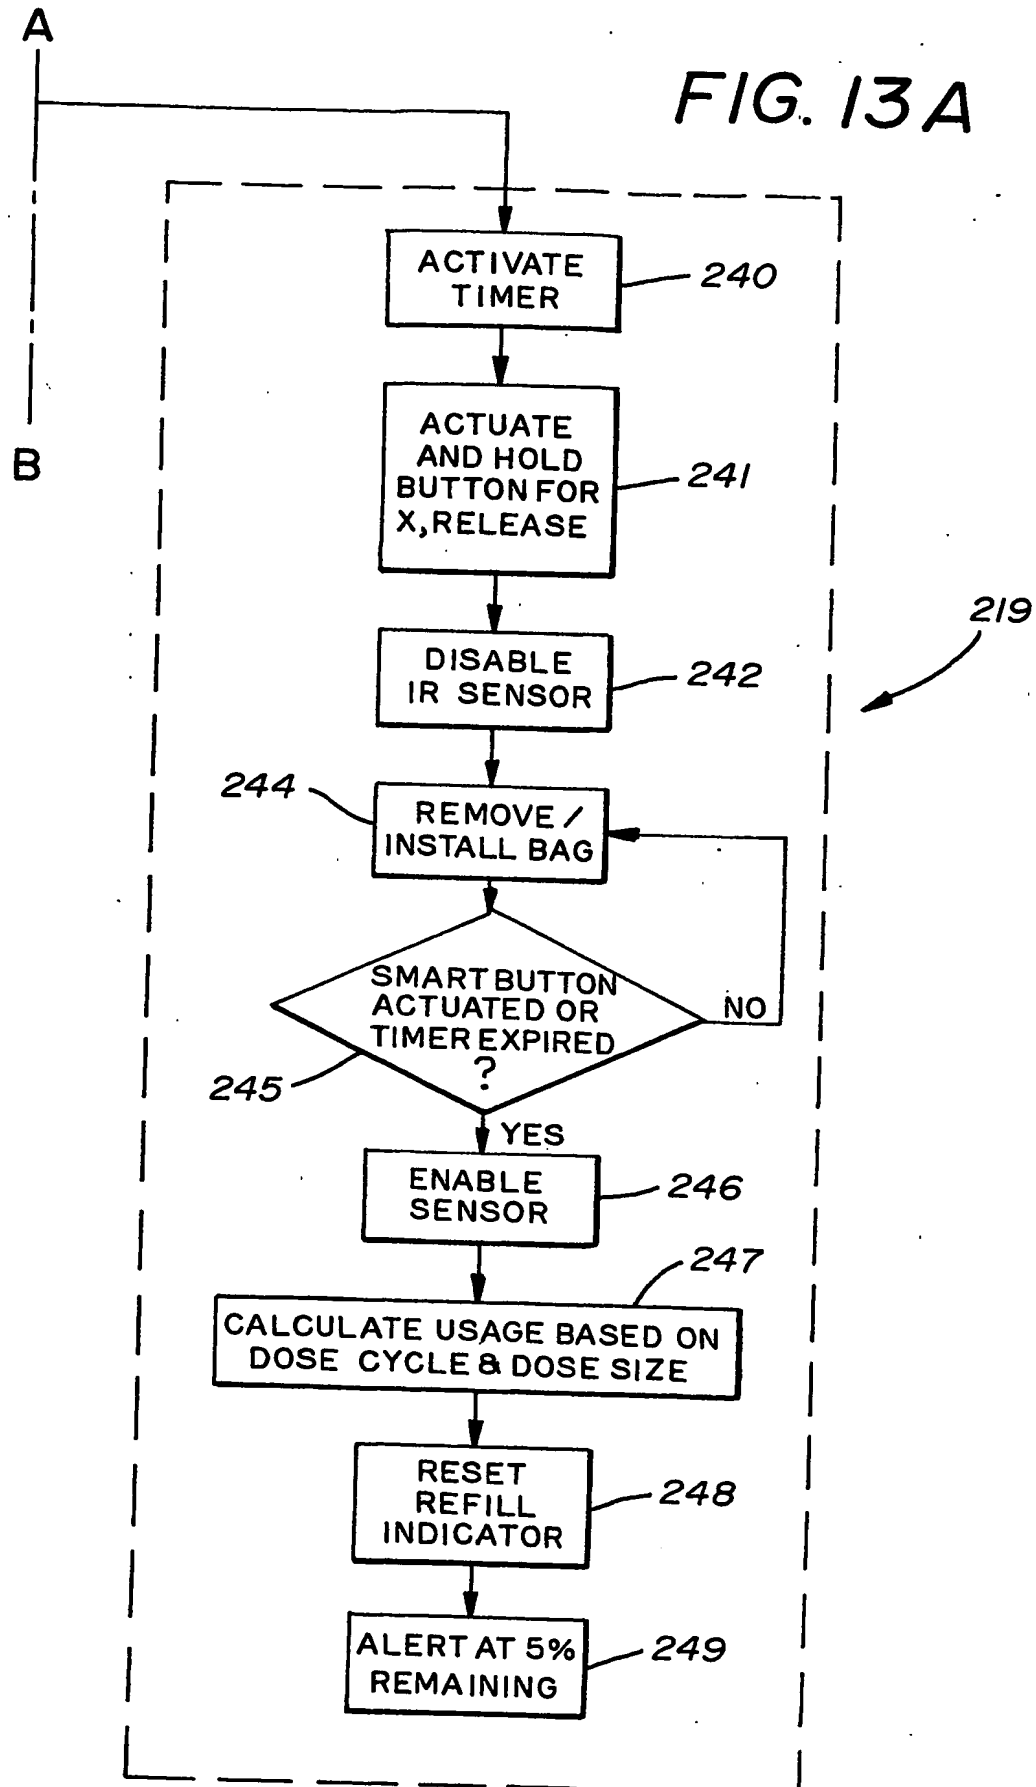 A
FIG. 13A
ACTIVATE
TIMER
240
ACTUATE
AND HOLD
BUTTON FOR
X, RELEASE
241
B
DISABLE
IR SENSOR
242
219
244
REMOVE /
INSTALL BAG
SMART BUTTON
ACTUATED OR
TIMER EXPIRED
?
NO
245
YES
ENABLE
SENSOR
246
247
CALCULATE USAGE BASED ON
DOSE CYCLE & DOSE SIZE
RESET
REFILL
INDICATOR
248
ALERT AT 5%
REMAINING
249